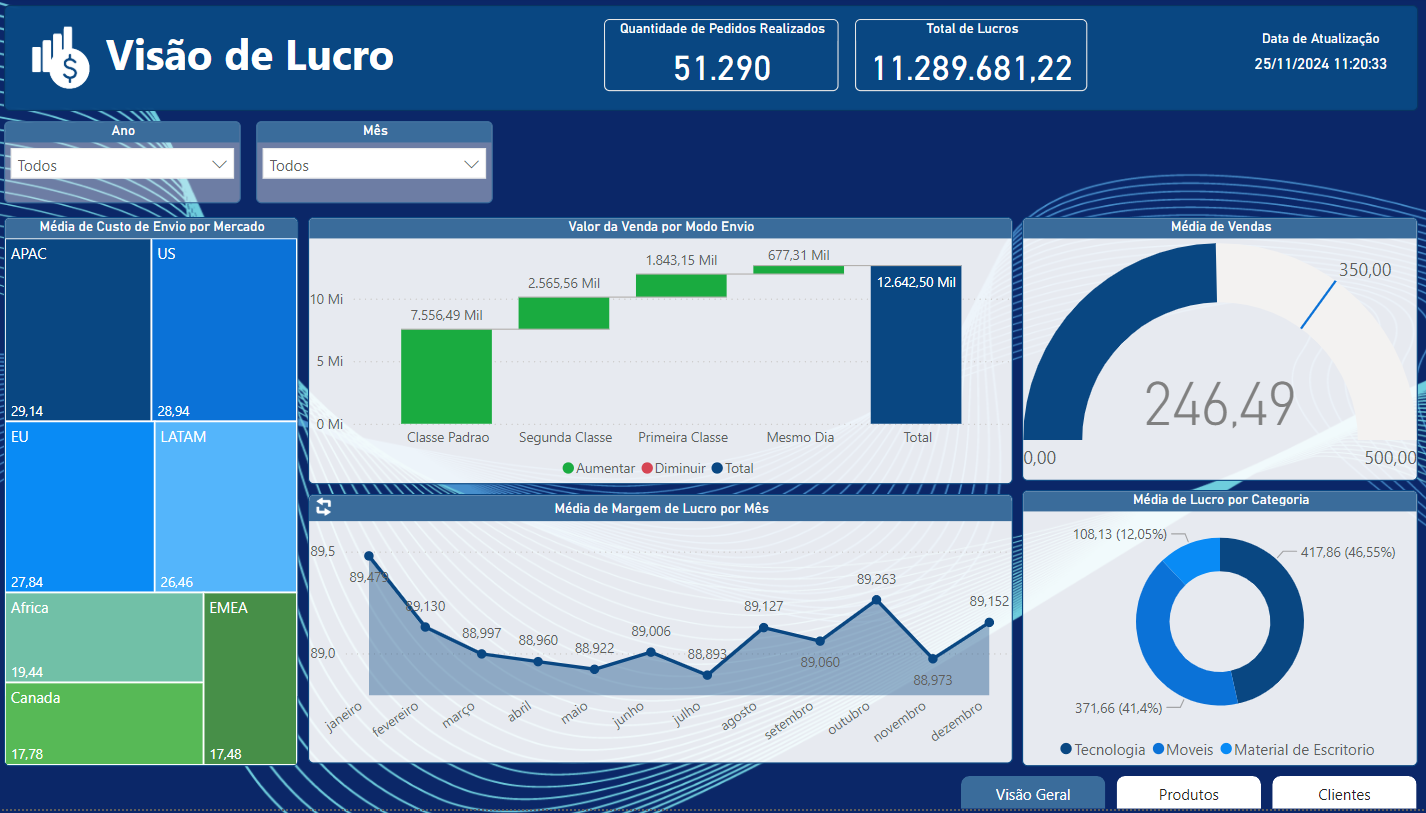 Visão de Lucro
Quantidade de Pedidos Realizados
51.290
Total de Lucros
11.289.681,22
Data de Atualização
25/11/2024 11:20:33
Ano
Todos
Mês
Todos
Média de Custo de Envio por Mercado
APAC
29,14
US
28,94
EU
27,84
LATAM
26,46
Africa
19,44
Canada
17,78
EMEA
17,48
Valor da Venda por Modo Envio
10 Mi
5 Mi
0 Mi
7.556,49 Mil
2.565,56 Mil
1.843,15 Mil
677,31 Mil
12.642,50 Mil
Classe Padrao
Segunda Classe
Primeira Classe
Mesmo Dia
Total
Aumentar Diminuir Total
Média de Vendas
350,00
246,49
0,00
500,00
Média de Margem de Lucro por Mês
89,5
89,0
89,473
89,130
88,997
88,960
88,922
89,006
88,893
89,127
89,060
89,263
88,973
89,152
janeiro
fevereiro
março
abril
maio
junho
julho
agosto
setembro
outubro
novembro
dezembro
Média de Lucro por Categoria
108,13 (12,05%)
417,86 (46,55%)
371,66 (41,4%)
Tecnologia Moveis Material de Escritorio
Visão Geral
Produtos
Clientes